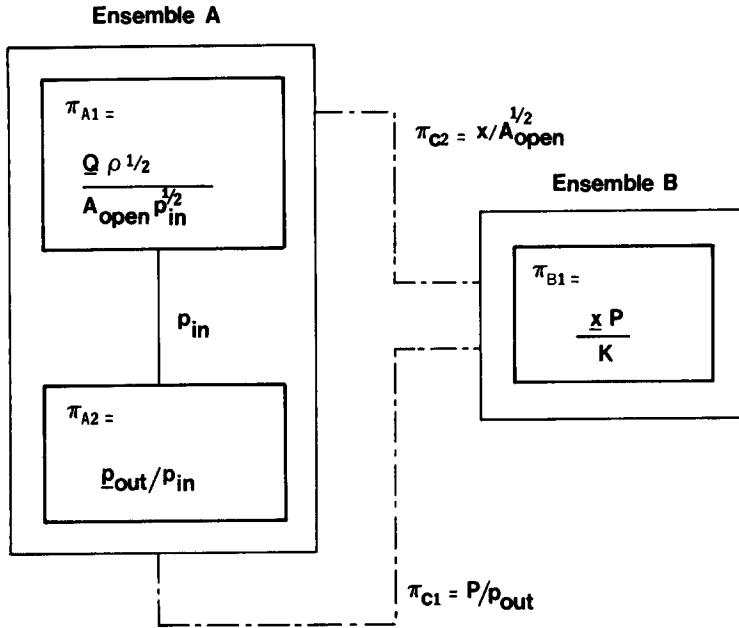 Ensemble A
π_A1 =
Q̲ ρ^1/2
A_open p_in^1/2
p_in
π_A2 =
p̲_out/p_in
π_C2 = x/A_open^1/2
Ensemble B
π_B1 =
x̲ P
K
π_C1 = P/p_out